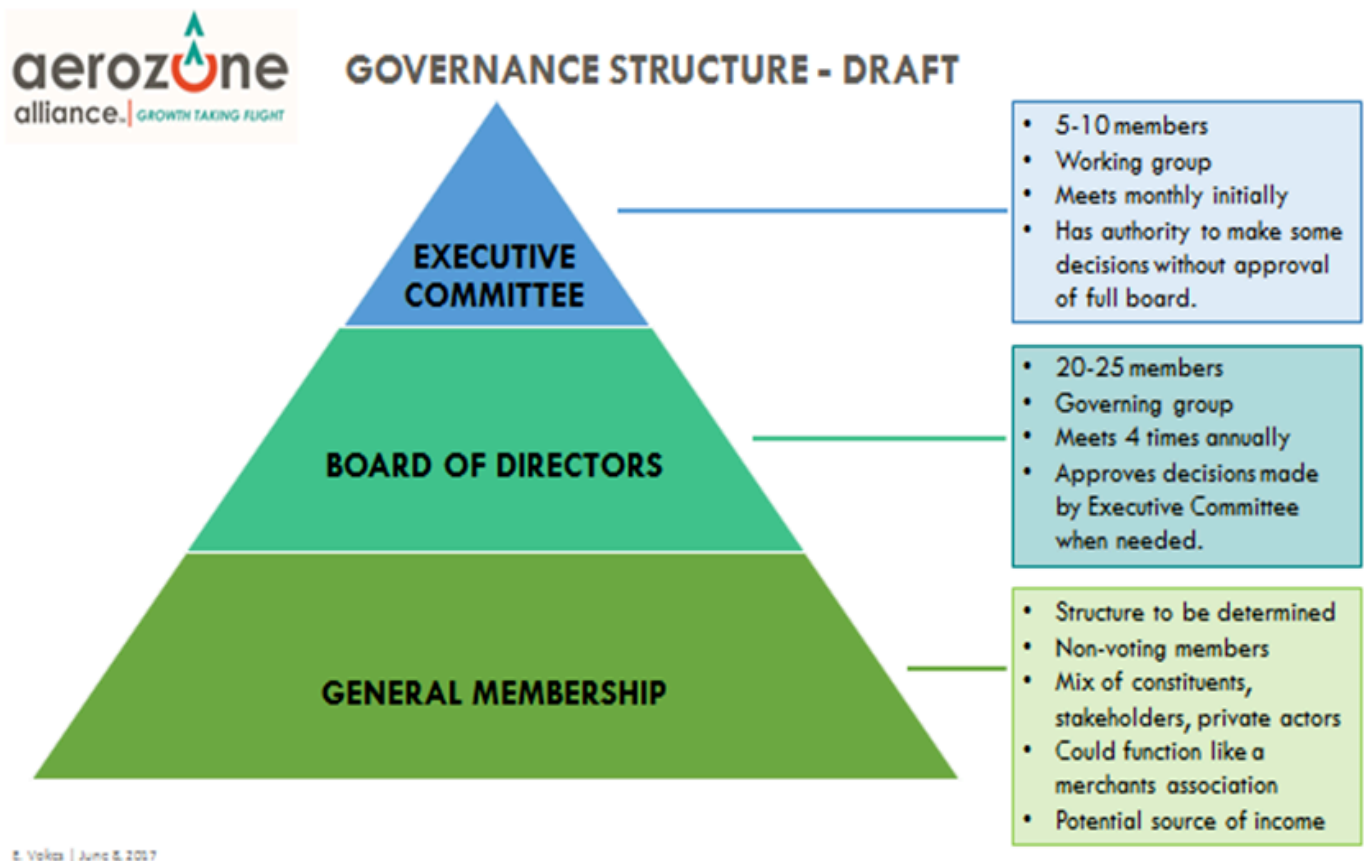 aerozone
alliance™ | GROWTH TAKING FLIGHT
GOVERNANCE STRUCTURE - DRAFT
EXECUTIVE
COMMITTEE
• 5-10 members
• Working group
• Meets monthly initially
• Has authority to make some
decisions without approval
of full board.
BOARD OF DIRECTORS
• 20-25 members
• Governing group
• Meets 4 times annually
• Approves decisions made
by Executive Committee
when needed.
GENERAL MEMBERSHIP
• Structure to be determined
• Non-voting members
• Mix of constituents,
stakeholders, private actors
• Could function like a
merchants association
• Potential source of income
June 2017